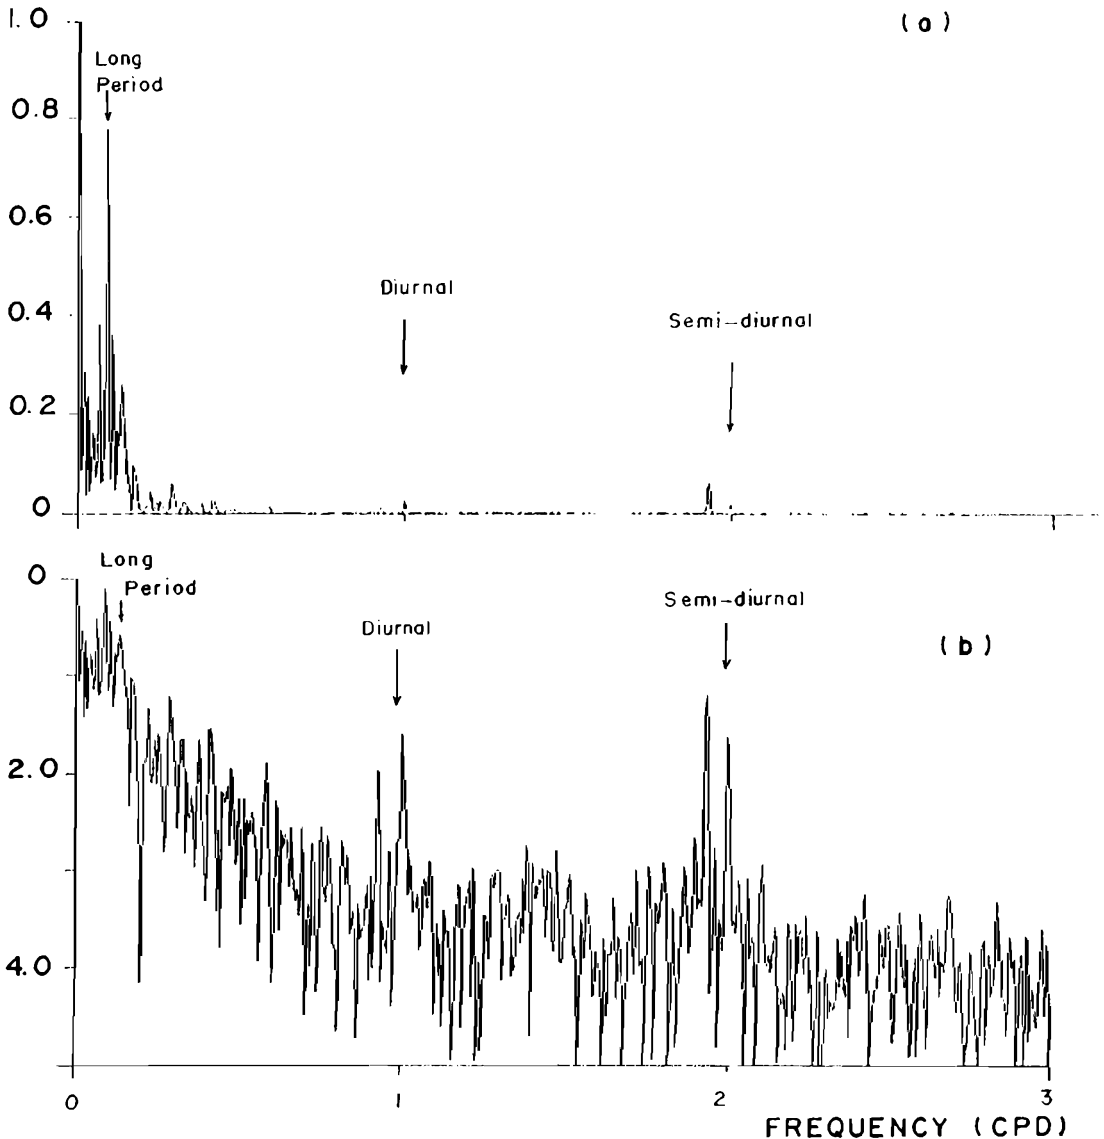 1.0
(a)
Long
Period
0.8
0.6
Diurnal
0.4
Semi-diurnal
0.2
0
Long
Period
0
Semi-diurnal
Diurnal
(b)
2.0
4.0
0
1
2
3
FREQUENCY (CPD)